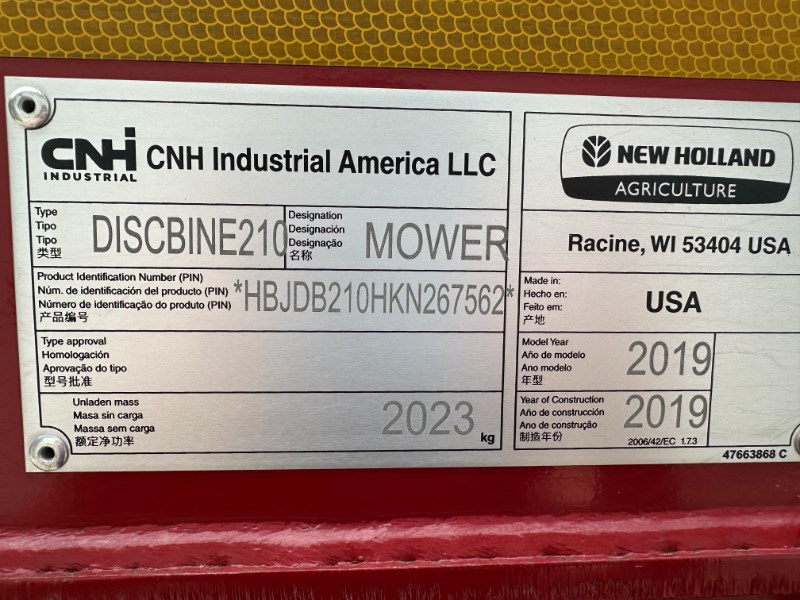 CNH
INDUSTRIAL
CNH Industrial America LLC
NEW HOLLAND
AGRICULTURE
Type
Tipo
Tipo
类型
DISCBINE210
Designation
Designación
Designação
名称
MOWER
Racine, WI 53404 USA
Product Identification Number (PIN)
Núm. de identificación del producto (PIN)
Número de identificação do produto (PIN)
产品编号
*HBJDB210HKN267562*
Made in:
Hecho en:
Feito em:
产地
USA
Type approval
Homologación
Aprovação do tipo
型号批准
Model Year
Año de modelo
Ano modelo
年型
2019
Unladen mass
Masa sin carga
Massa sem carga
额定净功率
2023
kg
Year of Construction
Año de construcción
Ano de construção
制造年份
2019
2006/42/EC 1.7.3
47663868 C